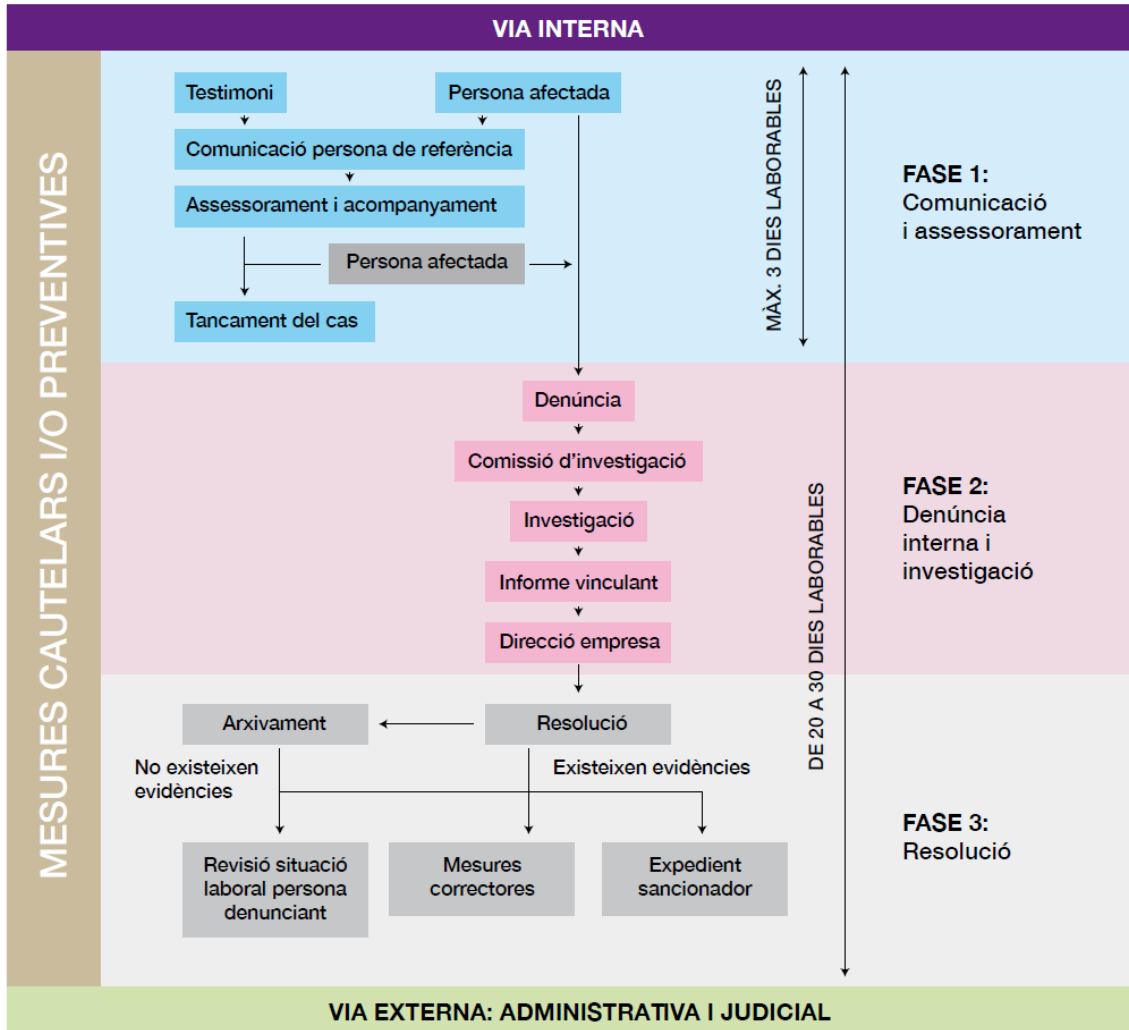 VIA INTERNA
MESURES CAUTELARS I/O PREVENTIVES
Testimoni
Persona afectada
Comunicació persona de referència
Assessorament i acompanyament
Persona afectada
Tancament del cas
MÀX. 3 DIES LABORABLES
FASE 1:
Comunicació
i assessorament
Denúncia
Comissió d’investigació
Investigació
Informe vinculant
Direcció empresa
DE 20 A 30 DIES LABORABLES
FASE 2:
Denúncia
interna i
investigació
Arxivament
Resolució
No existeixen
evidències
Existeixen evidències
Revisió situació
laboral persona
denunciant
Mesures
correctores
Expedient
sancionador
FASE 3:
Resolució
VIA EXTERNA: ADMINISTRATIVA I JUDICIAL